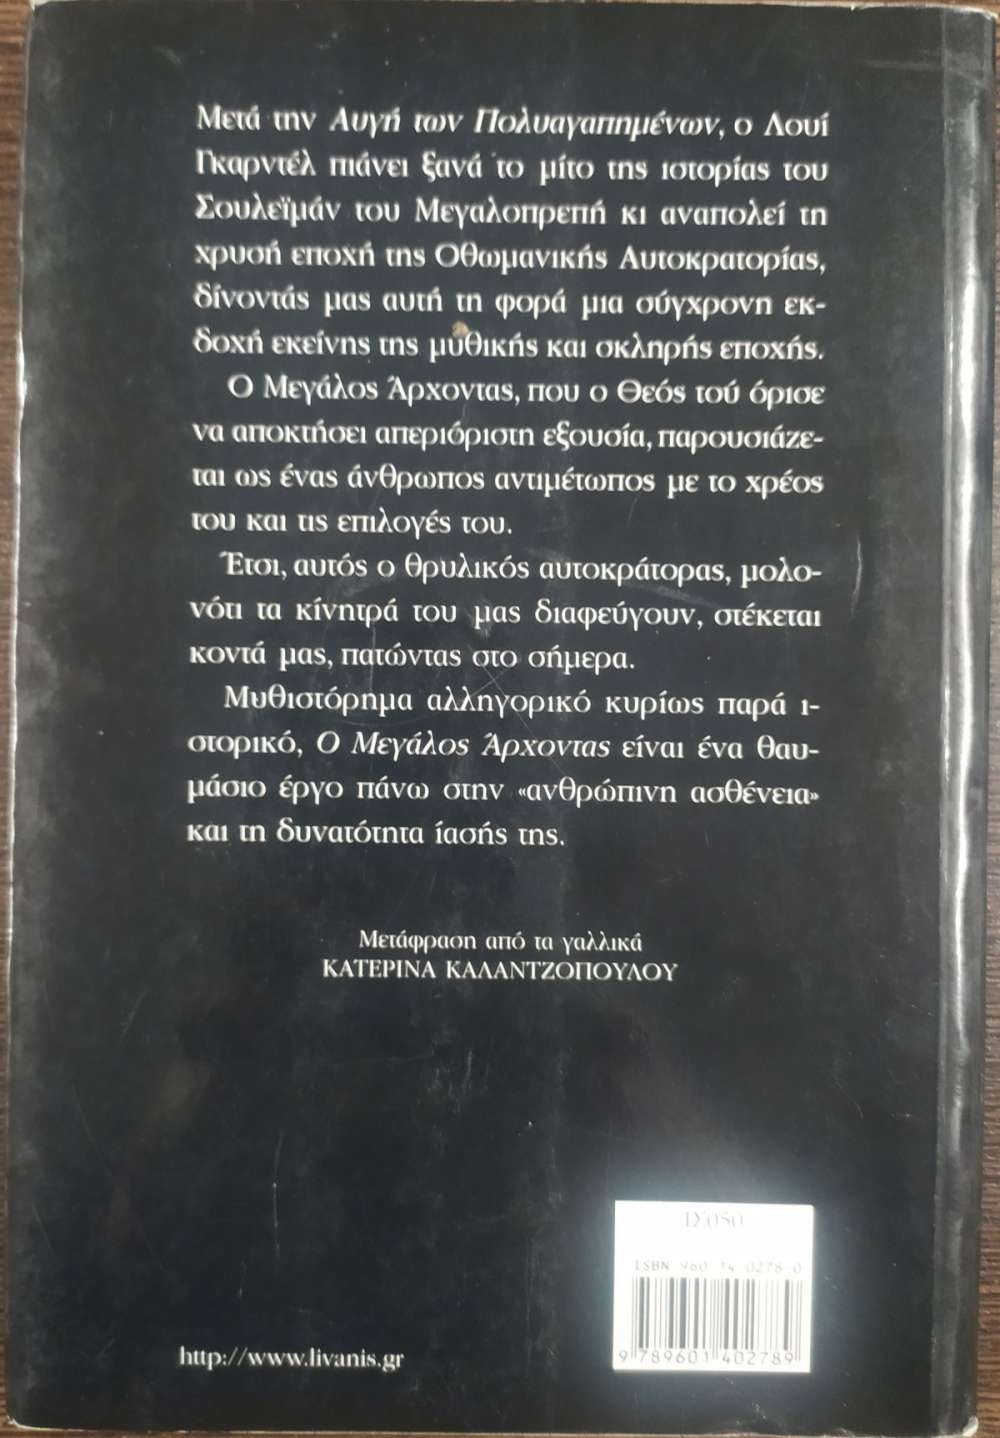 Μετά την Αυγή των Πολυαγαπημένων, ο Λουί
Γκαρντέλ πιάνει ξανά το μίτο της ιστορίας του
Σουλεϊμάν του Μεγαλοπρεπή κι αναπολεί τη
χρυσή εποχή της Οθωμανικής Αυτοκρατορίας,
δίνοντάς μας αυτή τη φορά μια σύγχρονη εκ-
δοχή εκείνης της μυθικής και σκληρής εποχής.
Ο Μεγάλος Άρχοντας, που ο Θεός τού όρισε
να αποκτήσει απεριόριστη εξουσία, παρουσιάζε-
ται ως ένας άνθρωπος αντιμέτωπος με το χρέος
του και τις επιλογές του.
Έτσι, αυτός ο θρυλικός αυτοκράτορας, μολο-
νότι τα κίνητρά του μας διαφεύγουν, στέκεται
κοντά μας, πατώντας στο σήμερα.
Μυθιστόρημα αλληγορικό κυρίως παρά ι-
στορικό, Ο Μεγάλος Άρχοντας είναι ένα θαυ-
μάσιο έργο πάνω στην «ανθρώπινη ασθένεια»
και τη δυνατότητα ίασής της.
Μετάφραση από τα γαλλικά
ΚΑΤΕΡΙΝΑ ΚΑΛΑΝΤΖΟΠΟΥΛΟΥ
ΙΣ050
ISBN 960 14-0278-0
9 789601 402789
http://www.livanis.gr